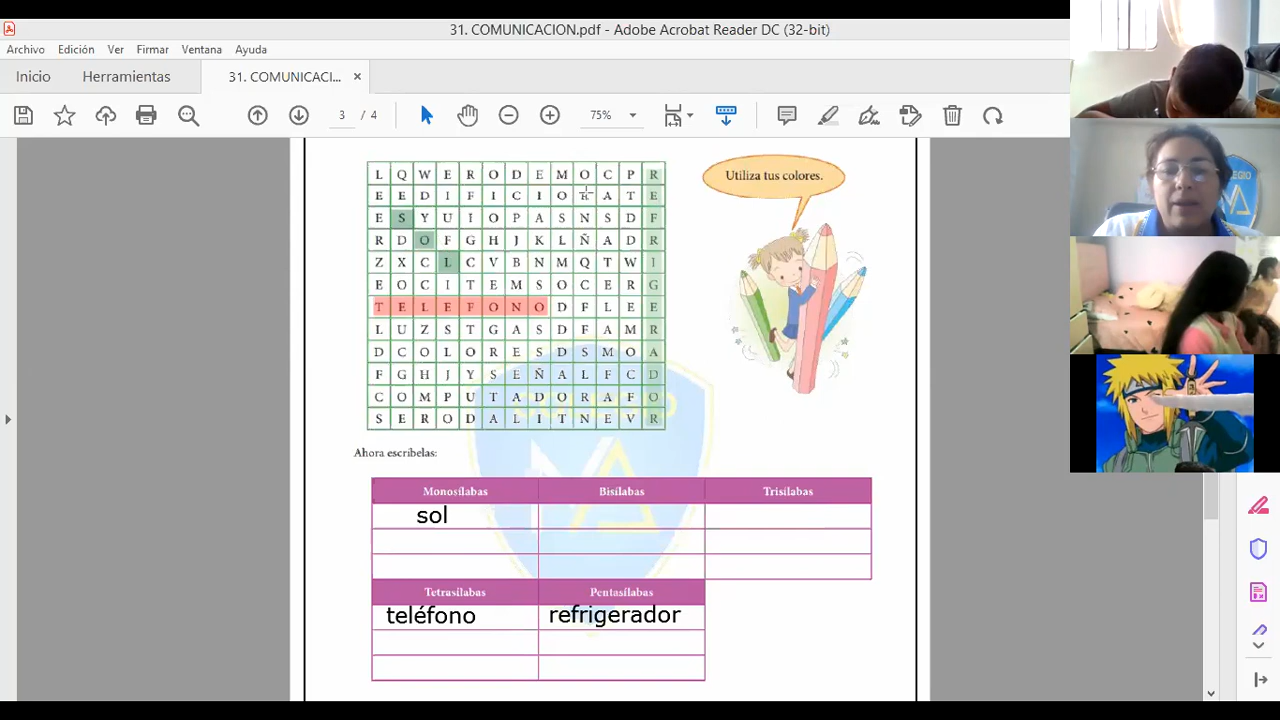 31. COMUNICACION.pdf - Adobe Acrobat Reader DC (32-bit)
Archivo Edición Ver Firmar Ventana Ayuda
Inicio Herramientas 31. COMUNICACI... ×
3 / 4 75%
L Q W E R O D E M O C P R
E E D I F I C I O R A T E
E S Y U I O P A S N S D F
R D O F G H J K L Ñ A D R
Z X C L C V B N M Q T W I
E O C I T E M S O C E R G
T E L E F O N O D F L E E
L U Z S T G A S D F A M R
D C O L O R E S D S M O A
F G H J Y S E Ñ A L F C D
C O M P U T A D O R A F O
S E R O D A L I T N E V R
Utiliza tus colores.
Ahora escribelas:
Monosílabas Bisílabas Trisílabas
sol
Tetrasílabas Pentasílabas
teléfono refrigerador